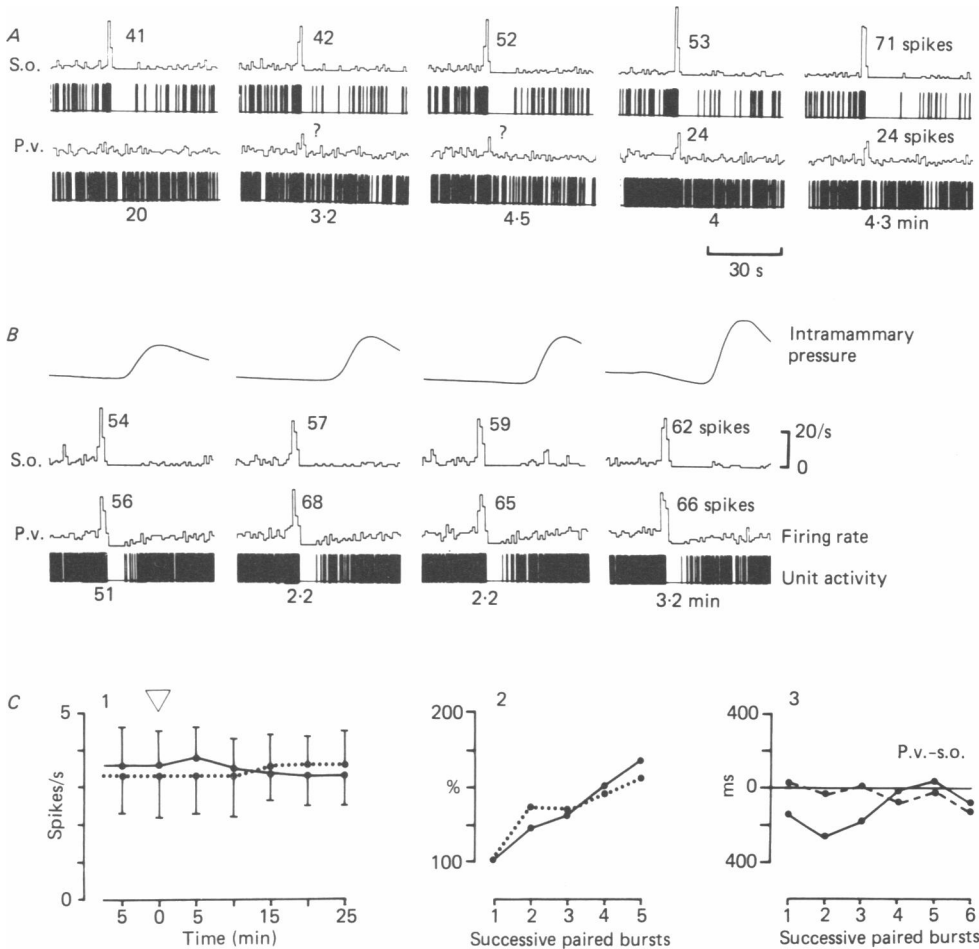 A
41 42 52 53 71 spikes
S.o.
? ? 24 24 spikes
P.v.
20 3·2 4·5 4 4·3 min
30 s
B
Intramammary
pressure
54 57 59 62 spikes 20/s
S.o. 0
56 68 65 66 spikes
P.v. Firing rate
Unit activity
51 2·2 2·2 3·2 min
C
1
5
Spikes/s
0
5 0 5 10 15 20 25
Time (min)
2
200
%
100
1 2 3 4 5
Successive paired bursts
3
400
P.v.-s.o.
ms 0
400
1 2 3 4 5 6
Successive paired bursts